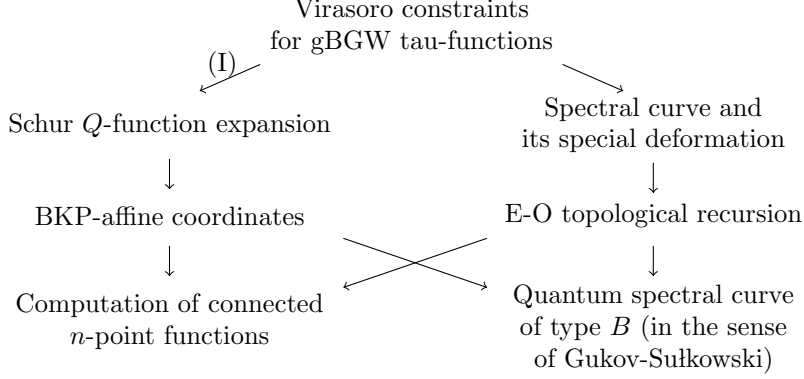 Virasoro constraints
for gBGW tau-functions
(I)
Schur Q-function expansion
Spectral curve and
its special deformation
BKP-affine coordinates
E-O topological recursion
Computation of connected
n-point functions
Quantum spectral curve
of type B (in the sense
of Gukov-Sułkowski)